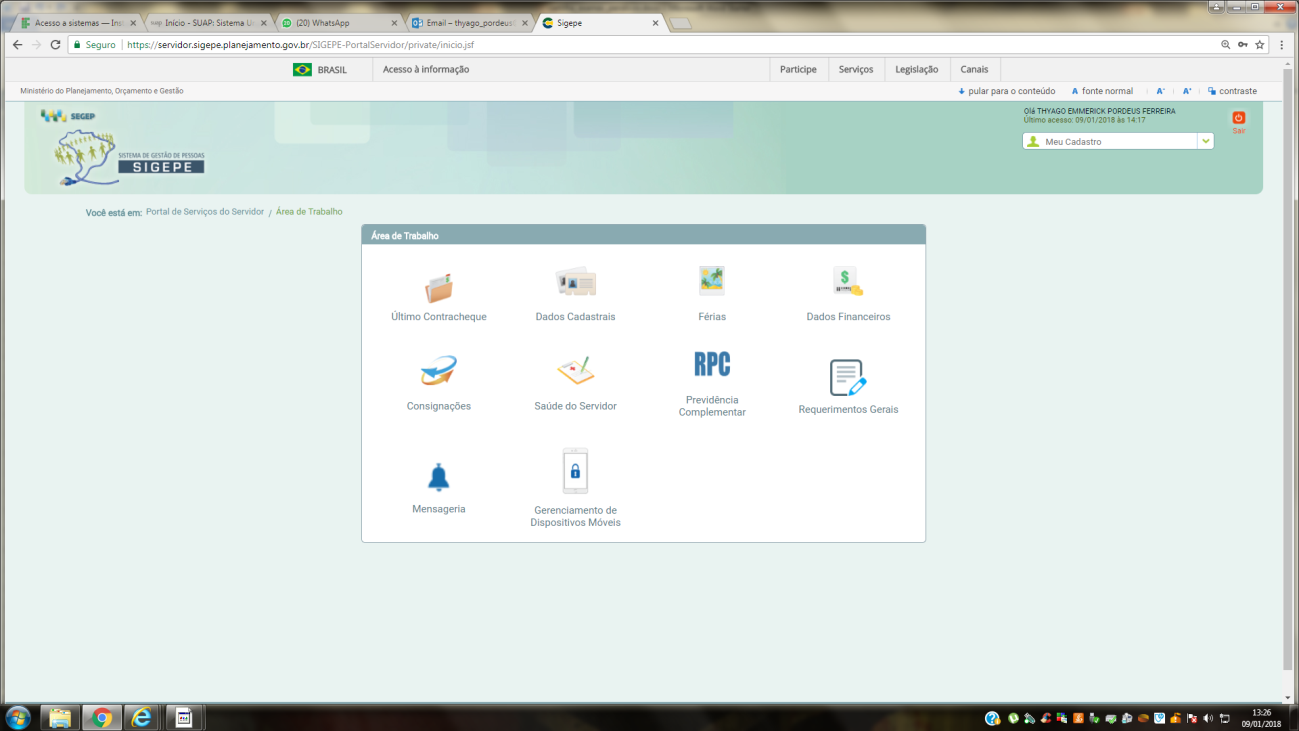 Acesso a sistemas — Ins
suap Início - SUAP: Sistema U
(20) WhatsApp
Email – thyago_pordeus
Sigepe
Seguro https://servidor.sigepe.planejamento.gov.br/SIGEPE-PortalServidor/private/inicio.jsf
BRASIL Acesso à informação Participe Serviços Legislação Canais
Ministério do Planejamento, Orçamento e Gestão pular para o conteúdo A fonte normal A- A+ contraste
SEGEP
SISTEMA DE GESTÃO DE PESSOAS
SIGEPE
Olá THYAGO EMMERICK PORDEUS FERREIRA
Último acesso: 09/01/2018 às 14:17
Sair
Meu Cadastro
Você está em: Portal de Serviços do Servidor / Área de Trabalho
Área de Trabalho
$
Último Contracheque Dados Cadastrais Férias Dados Financeiros
RPC
Consignações Saúde do Servidor Previdência Complementar Requerimentos Gerais
Mensageria Gerenciamento de Dispositivos Móveis
13:26
09/01/2018